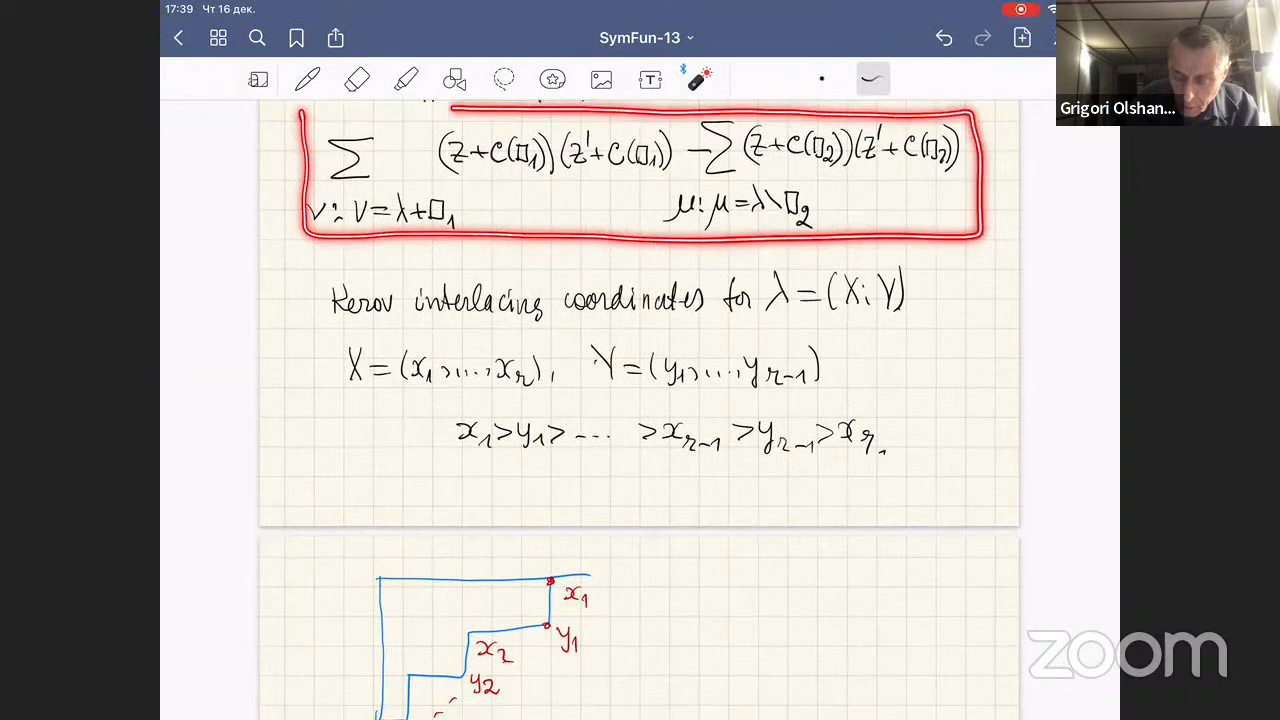 17:39 Чт 16 дек.
SymFun-13
Grigori Olshan...
∑ (z+c(□₁))(z'+c(□₁)) − ∑ (z+c(□₂))(z'+c(□₂))
ν: ν=λ+□₁ μ: μ=λ\□₂
Kerov interlacing coordinates for λ=(X; Y)
X=(x₁,...,xᵣ), Y=(y₁,...,yᵣ₋₁)
x₁>y₁>... >xᵣ₋₁>yᵣ₋₁>xᵣ.
x₁
y₁
x₂
y₂
zoom